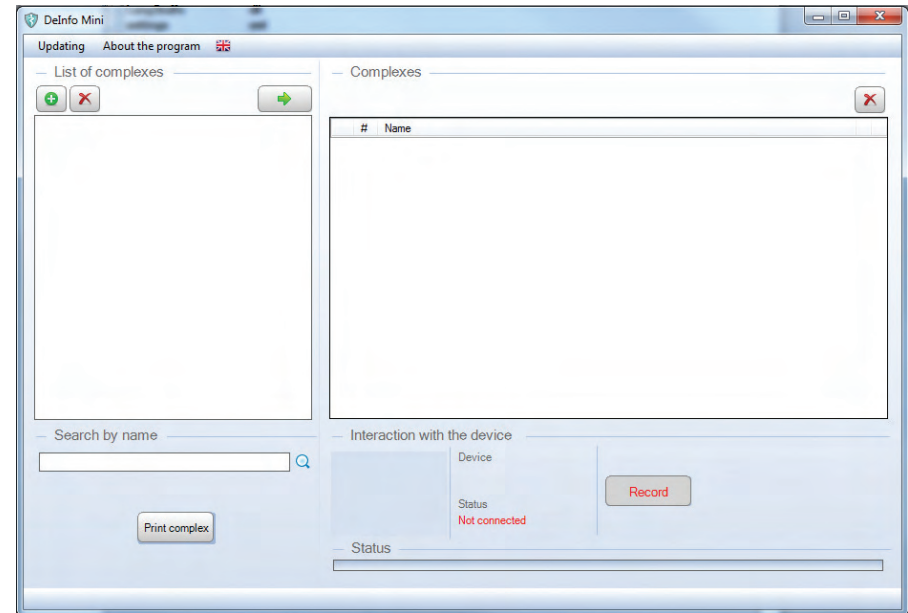 DeInfo Mini
Updating About the program
List of complexes
Complexes
# Name
Search by name
Print complex
Interaction with the device
Device
Status
Not connected
Record
Status